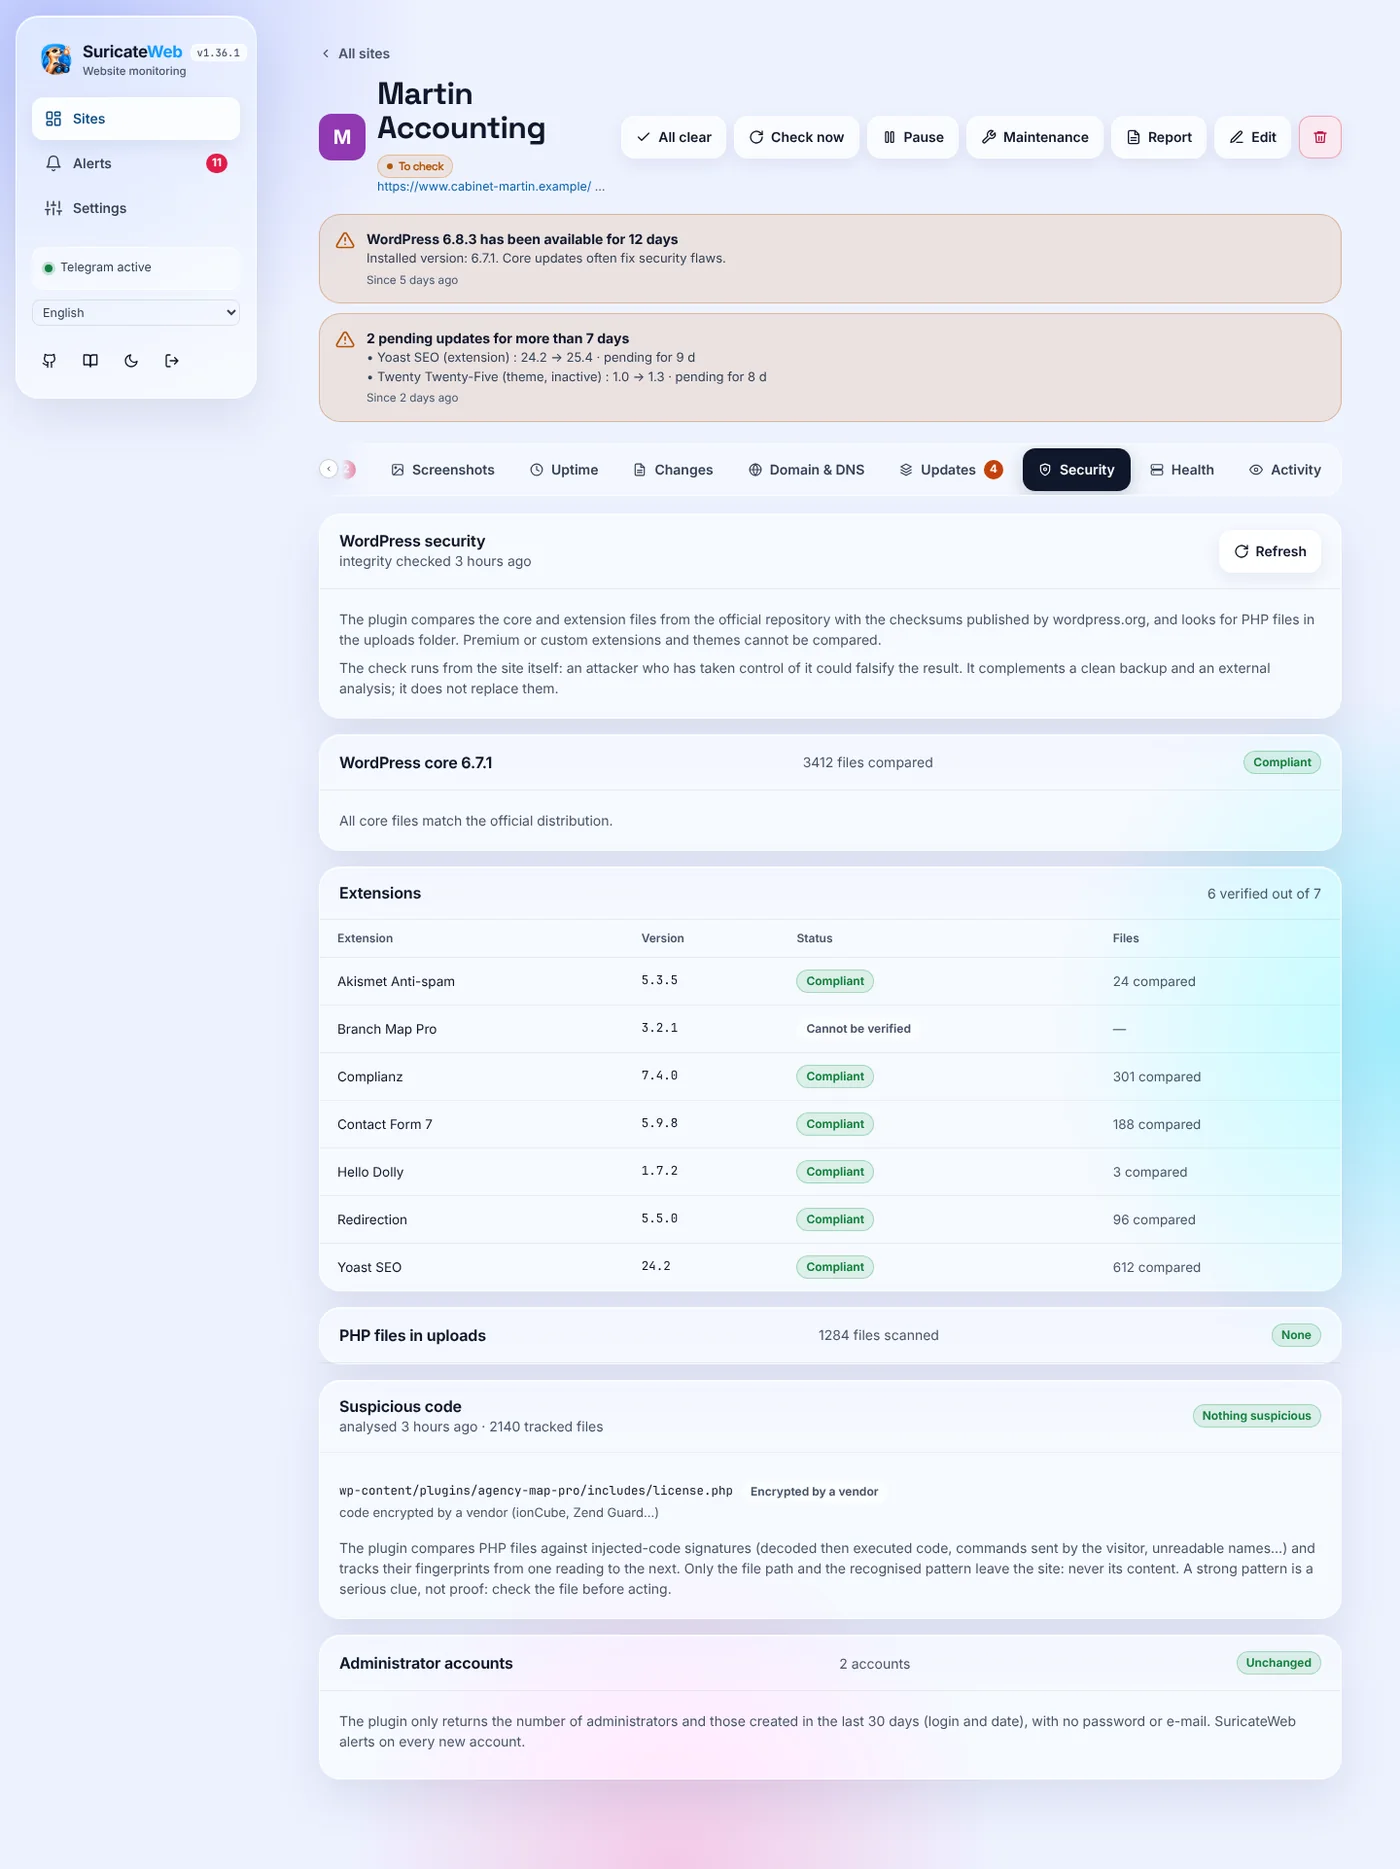 SuricateWeb v1.36.1
Website monitoring
Sites
Alerts 11
Settings
Telegram active
English
All sites
M
Martin
Accounting
To check
https://www.cabinet-martin.example/ ...
All clear
Check now
Pause
Maintenance
Report
Edit
WordPress 6.8.3 has been available for 12 days
Installed version: 6.7.1. Core updates often fix security flaws.
Since 5 days ago
2 pending updates for more than 7 days
• Yoast SEO (extension) : 24.2 → 25.4 · pending for 9 d
• Twenty Twenty-Five (theme, inactive) : 1.0 → 1.3 · pending for 8 d
Since 2 days ago
2 Screenshots Uptime Changes Domain & DNS Updates 4 Security Health Activity
WordPress security
integrity checked 3 hours ago
Refresh
The plugin compares the core and extension files from the official repository with the checksums published by wordpress.org, and looks for PHP files in
the uploads folder. Premium or custom extensions and themes cannot be compared.
The check runs from the site itself: an attacker who has taken control of it could falsify the result. It complements a clean backup and an external
analysis; it does not replace them.
WordPress core 6.7.1 3412 files compared Compliant
All core files match the official distribution.
Extensions 6 verified out of 7
Extension Version Status Files
Akismet Anti-spam 5.3.5 Compliant 24 compared
Branch Map Pro 3.2.1 Cannot be verified —
Complianz 7.4.0 Compliant 301 compared
Contact Form 7 5.9.8 Compliant 188 compared
Hello Dolly 1.7.2 Compliant 3 compared
Redirection 5.5.0 Compliant 96 compared
Yoast SEO 24.2 Compliant 612 compared
PHP files in uploads 1284 files scanned None
Suspicious code
analysed 3 hours ago · 2140 tracked files
Nothing suspicious
wp-content/plugins/agency-map-pro/includes/license.php Encrypted by a vendor
code encrypted by a vendor (ionCube, Zend Guard...)
The plugin compares PHP files against injected-code signatures (decoded then executed code, commands sent by the visitor, unreadable names...) and
tracks their fingerprints from one reading to the next. Only the file path and the recognised pattern leave the site: never its content. A strong pattern is a
serious clue, not proof: check the file before acting.
Administrator accounts 2 accounts Unchanged
The plugin only returns the number of administrators and those created in the last 30 days (login and date), with no password or e-mail. SuricateWeb
alerts on every new account.